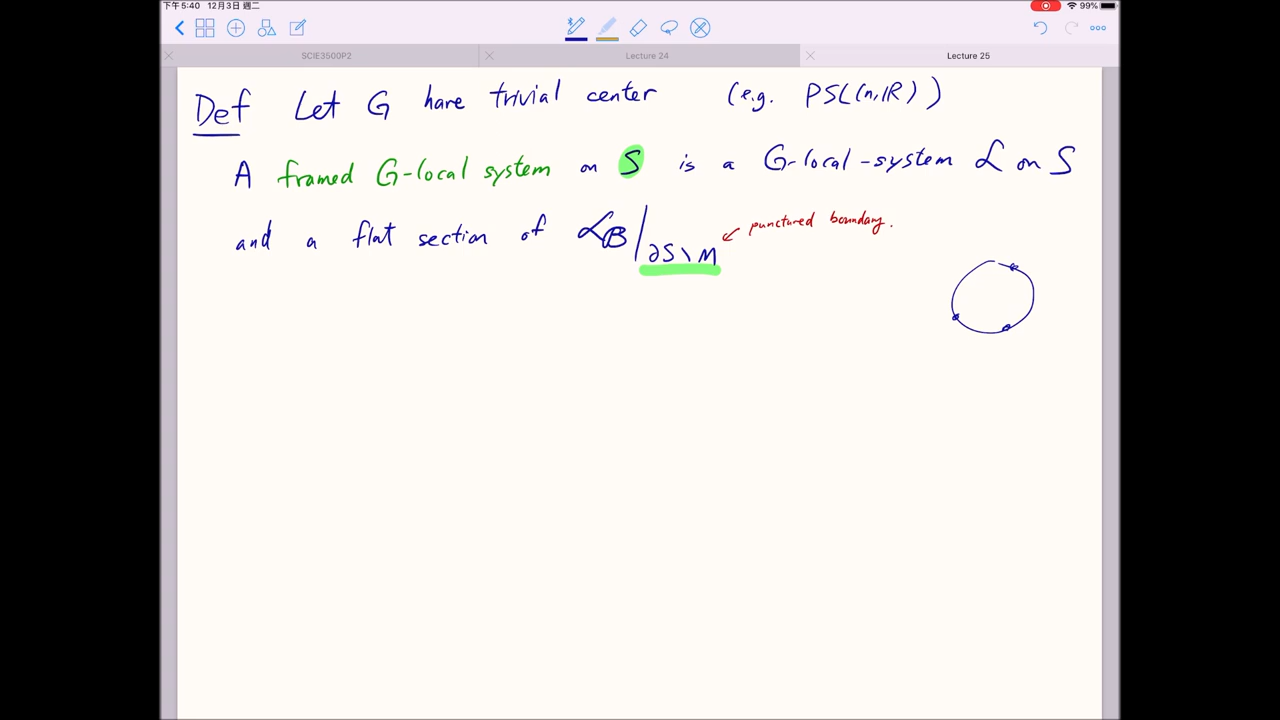 下午5:40 12月3日 週二
99%
SCIE3500P2
Lecture 24
Lecture 25
Def Let G have trivial center (e.g. PSL(n,ℝ))
A framed G-local system on S is a G-local-system ℒ on S
and a flat section of ℒ_𝓑|_{∂S\M} ↙ punctured boundary.